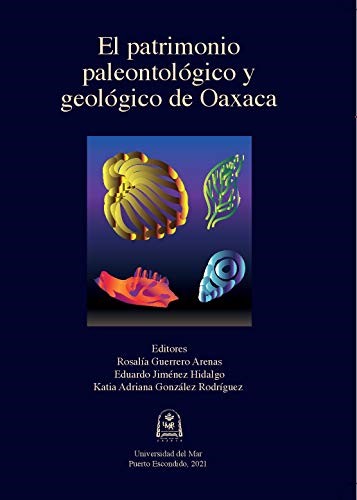 El patrimonio
paleontológico y
geológico de Oaxaca
Editores
Rosalía Guerrero Arenas
Eduardo Jiménez Hidalgo
Katia Adriana González Rodríguez
Universidad del Mar
Puerto Escondido, 2021